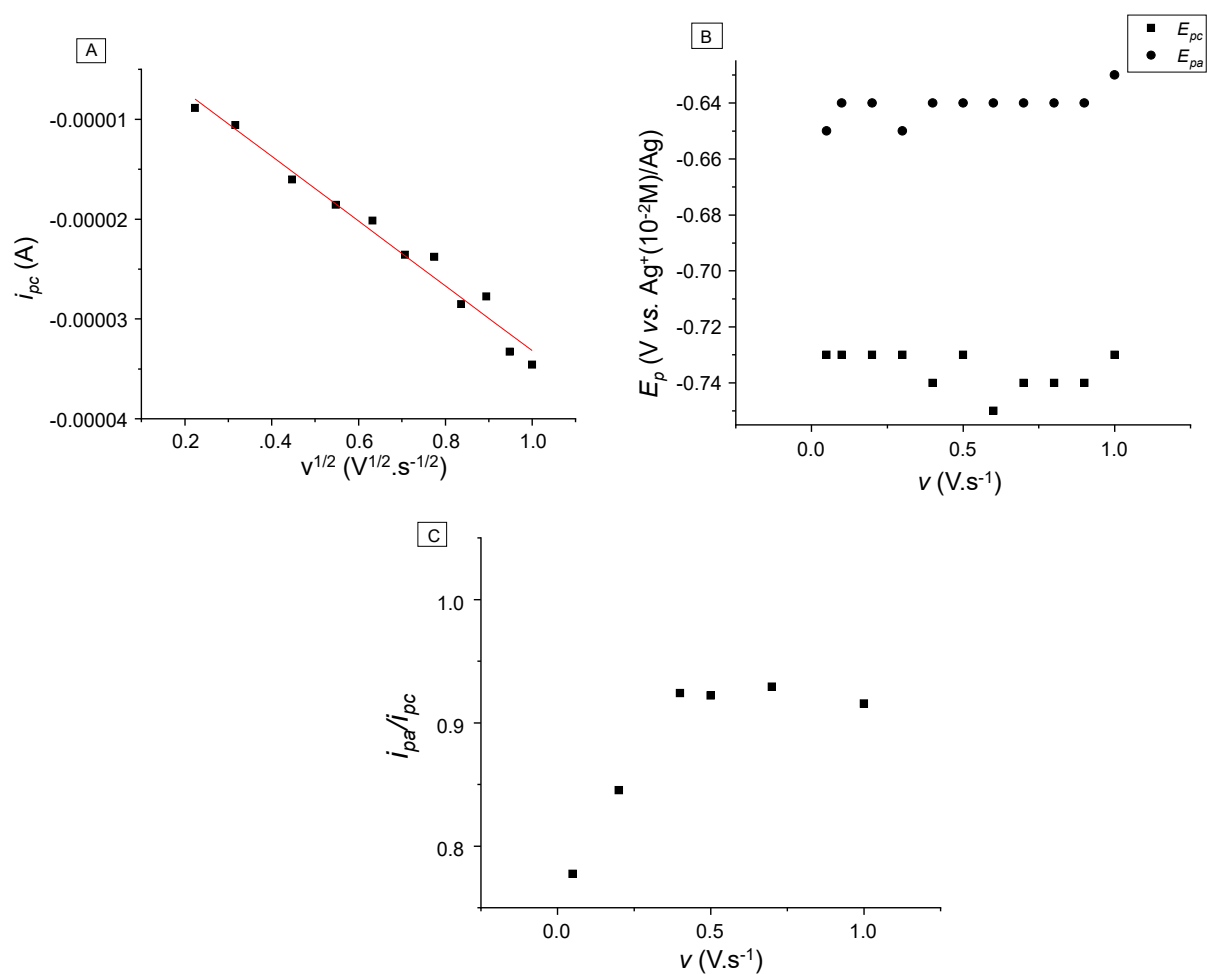 A
-0.00001
-0.00002
-0.00003
-0.00004
i_pc (A)
0.2
.0.4
0.6
0.8
1.0
v^1/2 (V^1/2.s^-1/2)
B
E_pc
E_pa
-0.64
-0.66
-0.68
-0.70
-0.72
-0.74
E_p (V vs. Ag⁺(10⁻²M)/Ag)
0.0
0.5
1.0
v (V.s⁻¹)
C
1.0
0.9
0.8
i_pa/i_pc
0.0
0.5
1.0
v (V.s⁻¹)